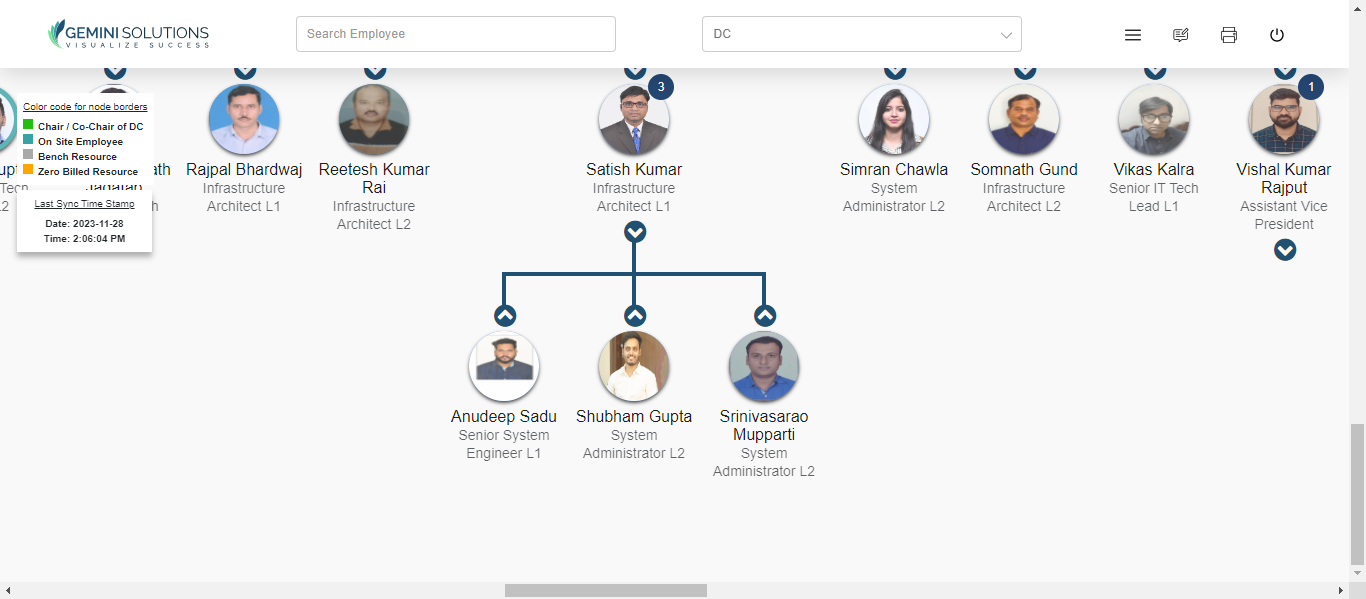 GEMINI SOLUTIONS
VISUALIZE SUCCESS
Search Employee
DC
Color code for node borders
Chair / Co-Chair of DC
On Site Employee
Bench Resource
Zero Billed Resource
Last Sync Time Stamp
Date: 2023-11-28
Time: 2:06:04 PM
Rajpal Bhardwaj
Infrastructure
Architect L1
Reetesh Kumar
Rai
Infrastructure
Architect L2
3
Satish Kumar
Infrastructure
Architect L1
Simran Chawla
System
Administrator L2
Somnath Gund
Infrastructure
Architect L2
Vikas Kalra
Senior IT Tech
Lead L1
1
Vishal Kumar
Rajput
Assistant Vice
President
Anudeep Sadu
Senior System
Engineer L1
Shubham Gupta
System
Administrator L2
Srinivasarao
Mupparti
System
Administrator L2